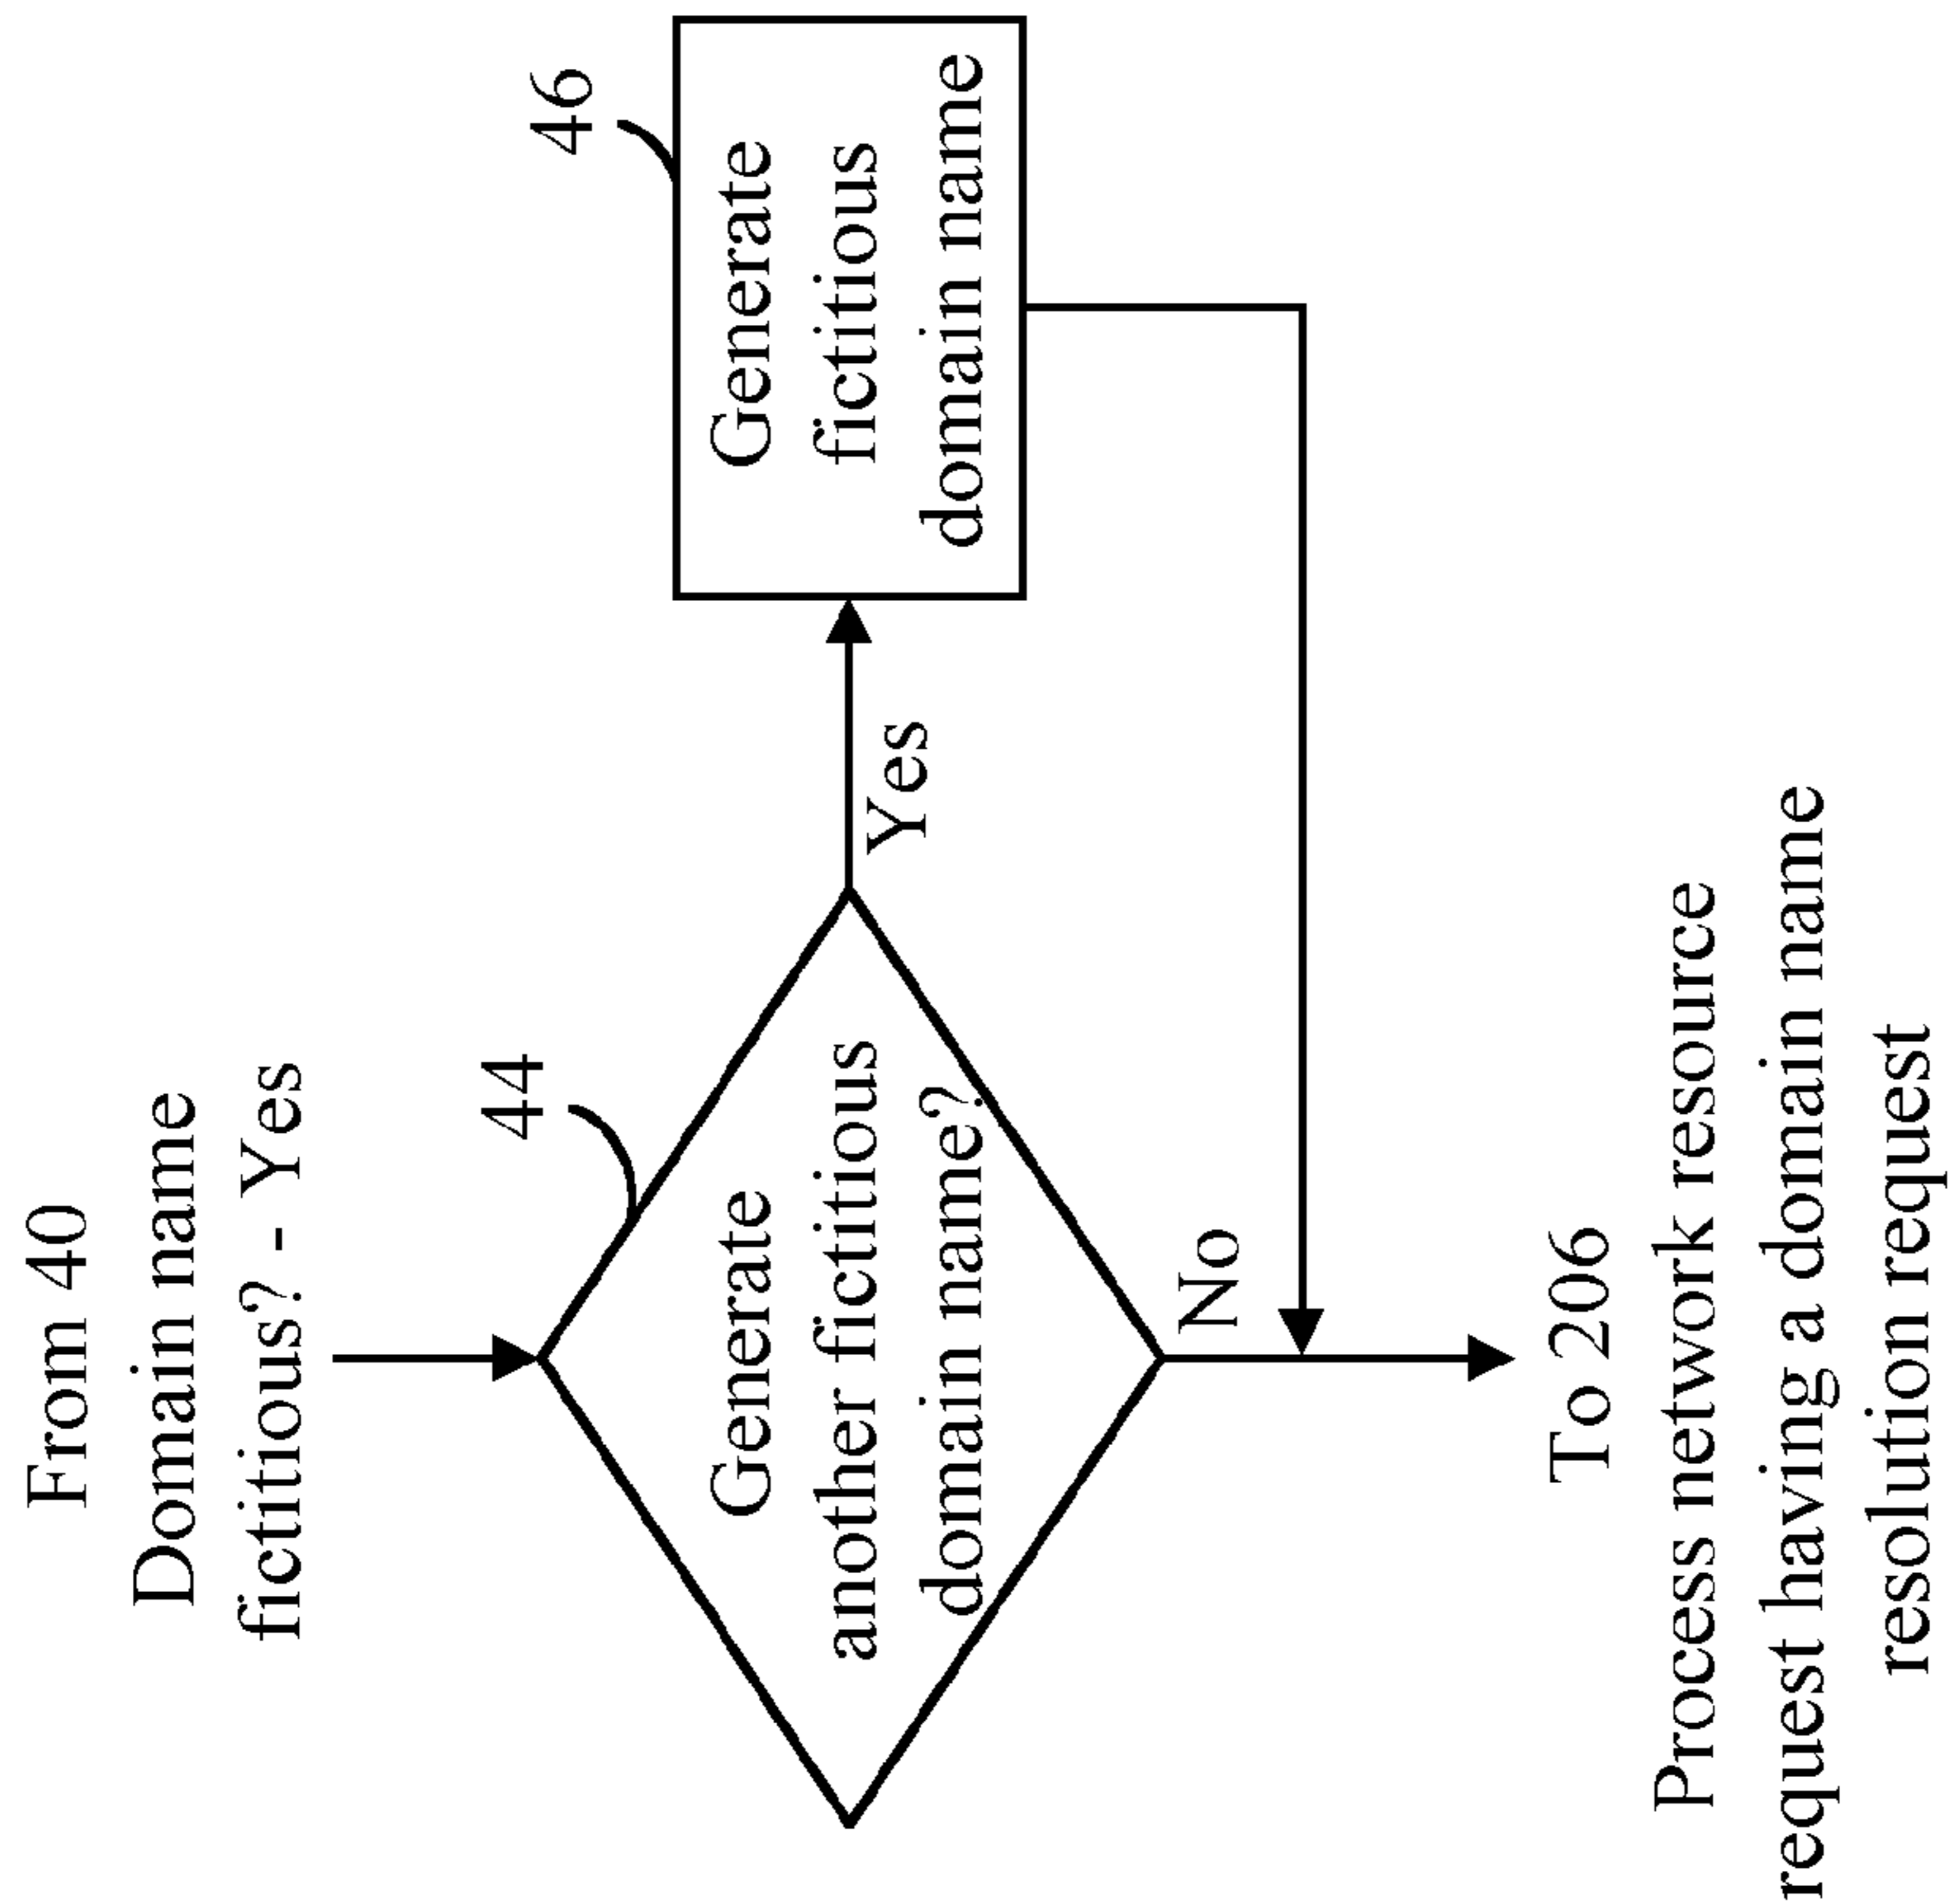 From 40
Domain name
fictitious? - Yes
44
Generate
another fictitious
domain name?
Yes
46
Generate
fictitious
domain name
No
To 206
Process network resource
request having a domain name
resolution request